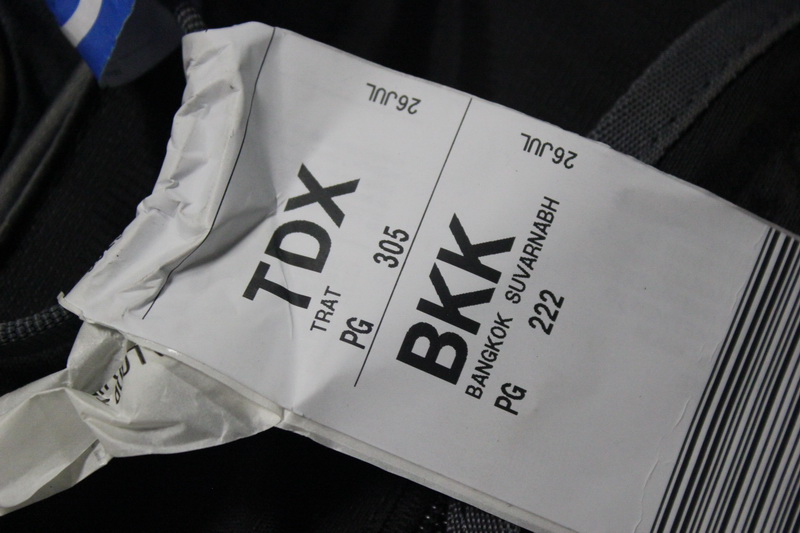 26JUL
TDX
TRAT
PG 305
26JUL
BKK
BANGKOK SUVARNABH
PG 222